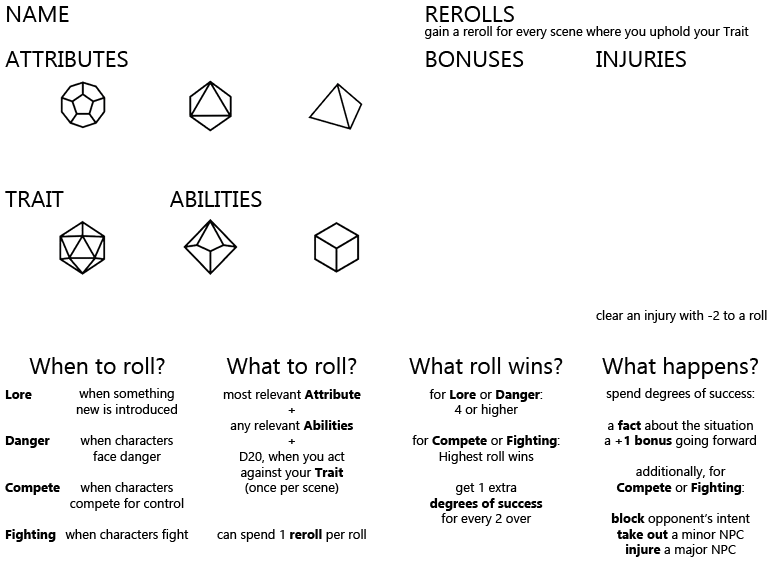 NAME
REROLLS
gain a reroll for every scene where you uphold your Trait
ATTRIBUTES
BONUSES
INJURIES
TRAIT
ABILITIES
clear an injury with -2 to a roll
When to roll?
Lore
when something
new is introduced
Danger
when characters
face danger
Compete
when characters
compete for control
Fighting
when characters fight
What to roll?
most relevant Attribute
+
any relevant Abilities
+
D20, when you act
against your Trait
(once per scene)
can spend 1 reroll per roll
What roll wins?
for Lore or Danger:
4 or higher
for Compete or Fighting:
Highest roll wins
get 1 extra
degrees of success
for every 2 over
What happens?
spend degrees of success:
a fact about the situation
a +1 bonus going forward
additionally, for
Compete or Fighting:
block opponent's intent
take out a minor NPC
injure a major NPC